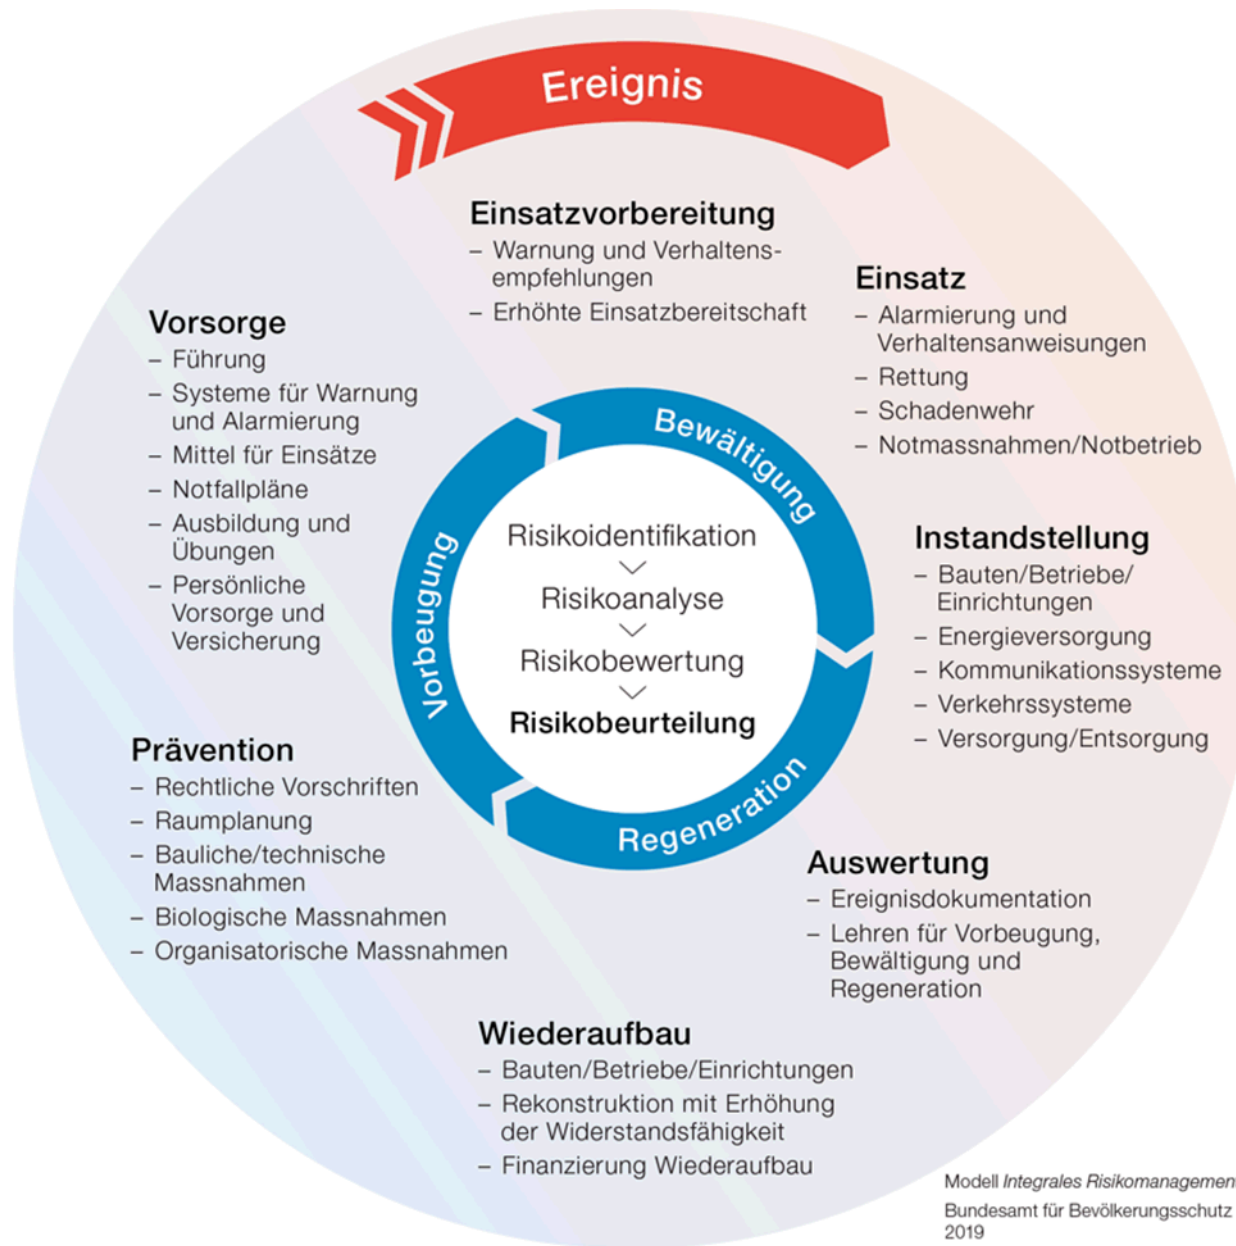 Ereignis
Einsatzvorbereitung
– Warnung und Verhaltens-
empfehlungen
– Erhöhte Einsatzbereitschaft
Einsatz
– Alarmierung und
Verhaltensanweisungen
– Rettung
– Schadenwehr
– Notmassnahmen/Notbetrieb
Vorsorge
– Führung
– Systeme für Warnung
und Alarmierung
– Mittel für Einsätze
– Notfallpläne
– Ausbildung und
Übungen
– Persönliche
Vorsorge und
Versicherung
Bewältigung
Vorbeugung
Regeneration
Risikoidentifikation
Risikoanalyse
Risikobewertung
Risikobeurteilung
Instandstellung
– Bauten/Betriebe/
Einrichtungen
– Energieversorgung
– Kommunikationssysteme
– Verkehrssysteme
– Versorgung/Entsorgung
Prävention
– Rechtliche Vorschriften
– Raumplanung
– Bauliche/technische
Massnahmen
– Biologische Massnahmen
– Organisatorische Massnahmen
Auswertung
– Ereignisdokumentation
– Lehren für Vorbeugung,
Bewältigung und
Regeneration
Wiederaufbau
– Bauten/Betriebe/Einrichtungen
– Rekonstruktion mit Erhöhung
der Widerstandsfähigkeit
– Finanzierung Wiederaufbau
Modell Integrales Risikomanagemen
Bundesamt für Bevölkerungsschutz
2019